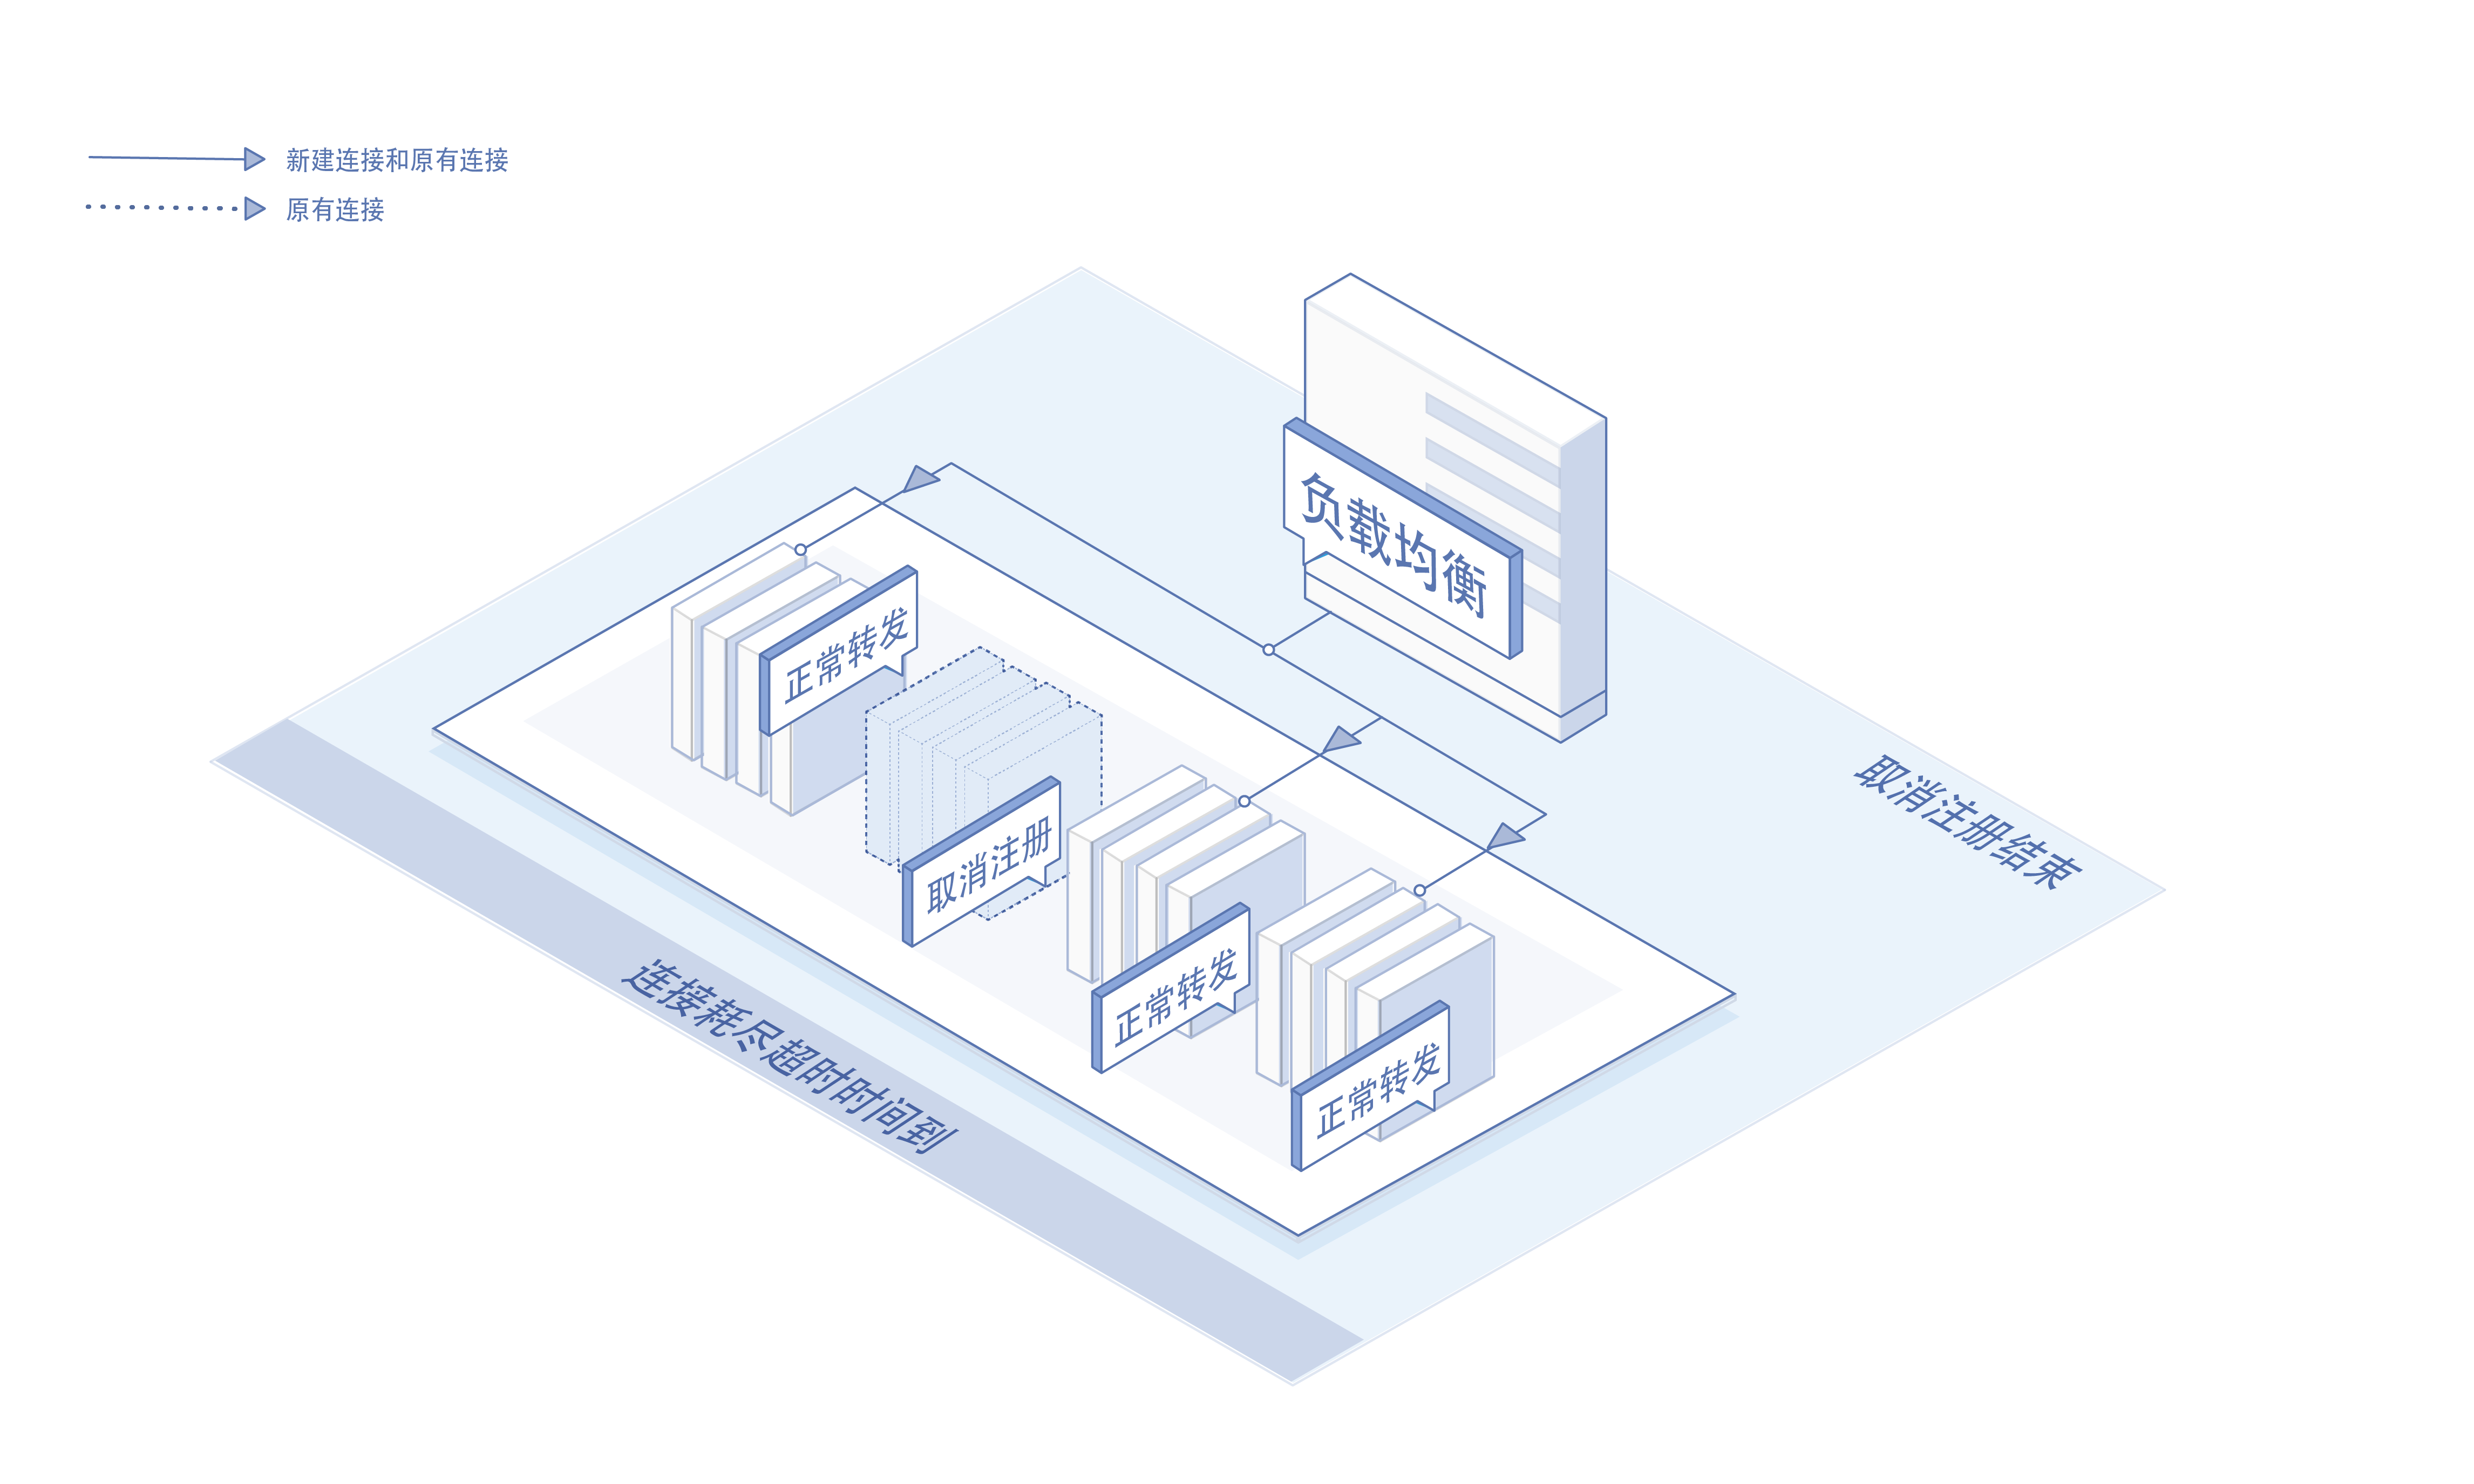 新建连接和原有连接
原有连接
负载均衡
正常转发
取消注册
正常转发
正常转发
取消注册结束
连接耗尽超时时间到